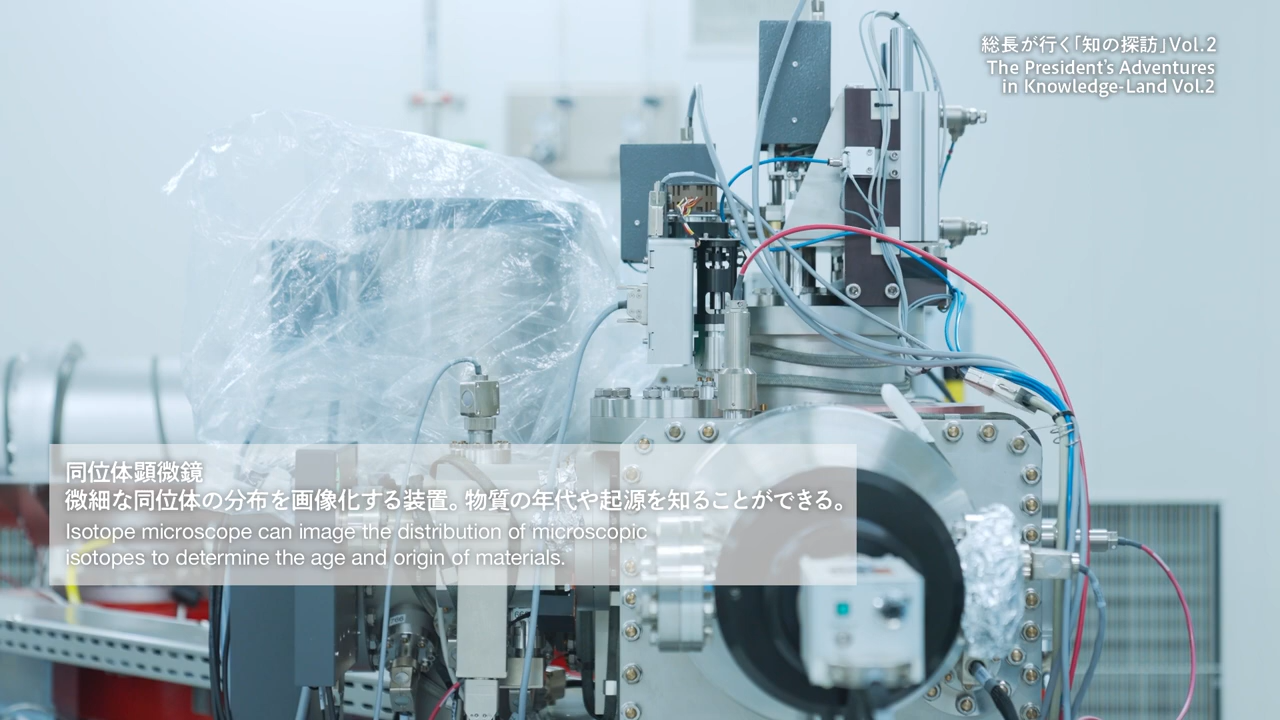 総長が行く「知の探訪」Vol.2
The President's Adventures
in Knowledge-Land Vol.2
同位体顕微鏡
微細な同位体の分布を画像化する装置。物質の年代や起源を知ることができる。
Isotope microscope can image the distribution of microscopic
isotopes to determine the age and origin of materials.